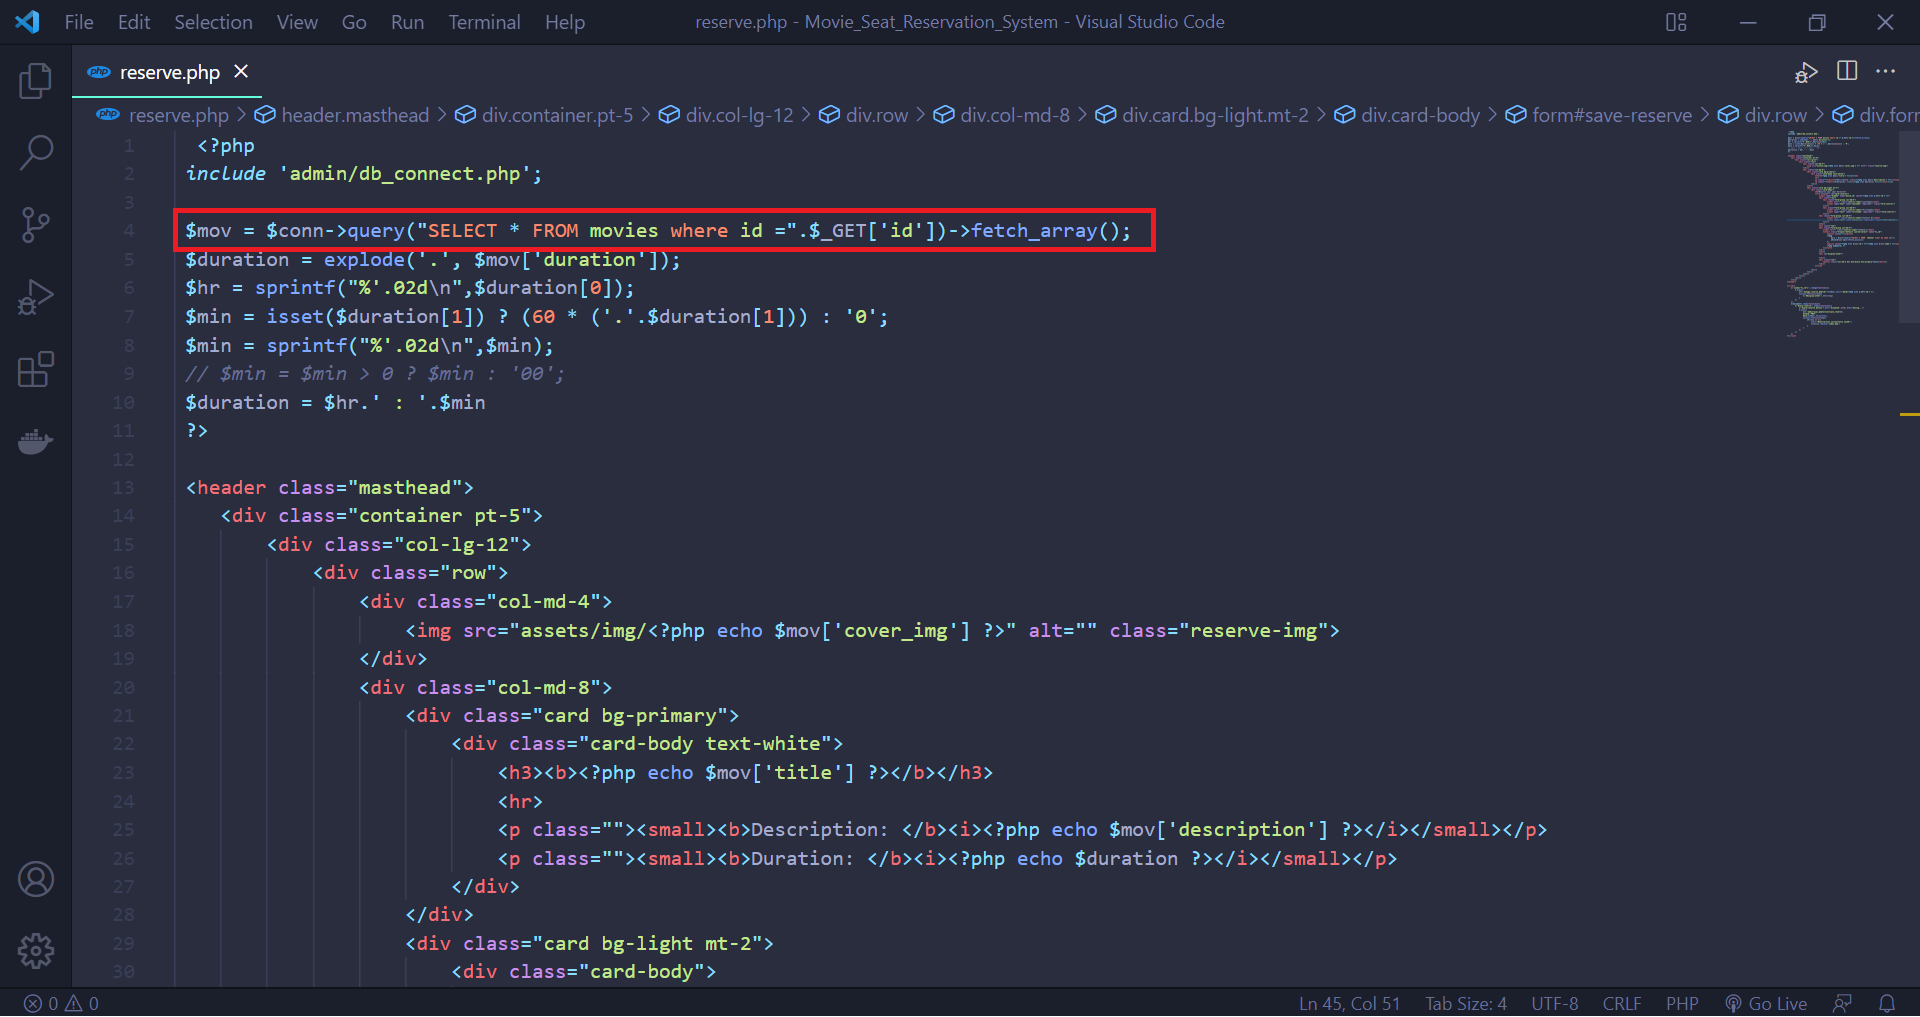 File Edit Selection View Go Run Terminal Help reserve.php - Movie_Seat_Reservation_System - Visual Studio Code
php reserve.php
php reserve.php > header.masthead > div.container.pt-5 > div.col-lg-12 > div.row > div.col-md-8 > div.card.bg-light.mt-2 > div.card-body > form#save-reserve > div.row > div.for
1 <?php
2 include 'admin/db_connect.php';
3
4 $mov = $conn->query("SELECT * FROM movies where id =".$_GET['id'])->fetch_array();
5 $duration = explode('.', $mov['duration']);
6 $hr = sprintf("%'.02d\n",$duration[0]);
7 $min = isset($duration[1]) ? (60 * ('.'.$duration[1])) : '0';
8 $min = sprintf("%'.02d\n",$min);
9 // $min = $min > 0 ? $min : '00';
10 $duration = $hr.' : '.$min
11 ?>
12
13 <header class="masthead">
14 <div class="container pt-5">
15 <div class="col-lg-12">
16 <div class="row">
17 <div class="col-md-4">
18 <img src="assets/img/<?php echo $mov['cover_img'] ?>" alt="" class="reserve-img">
19 </div>
20 <div class="col-md-8">
21 <div class="card bg-primary">
22 <div class="card-body text-white">
23 <h3><b><?php echo $mov['title'] ?></b></h3>
24 <hr>
25 <p class=""><small><b>Description: </b><i><?php echo $mov['description'] ?></i></small></p>
26 <p class=""><small><b>Duration: </b><i><?php echo $duration ?></i></small></p>
27 </div>
28 </div>
29 <div class="card bg-light mt-2">
30 <div class="card-body">
0 0 Ln 45, Col 51 Tab Size: 4 UTF-8 CRLF PHP Go Live